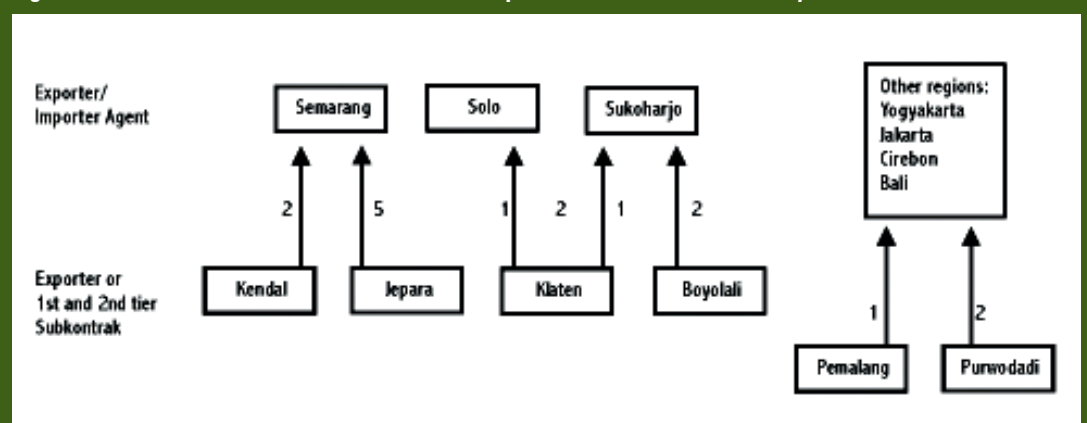 Exporter/
Importer Agent
Semarang
Solo
Sukoharjo
Other regions:
Yogyakarta
Jakarta
Cirebon
Bali
2
5
1
2
1
2
Exporter or
1st and 2nd tier
Subkontrak
Kendal
Jepara
Klaten
Boyolali
1
2
Pemalang
Purwodadi